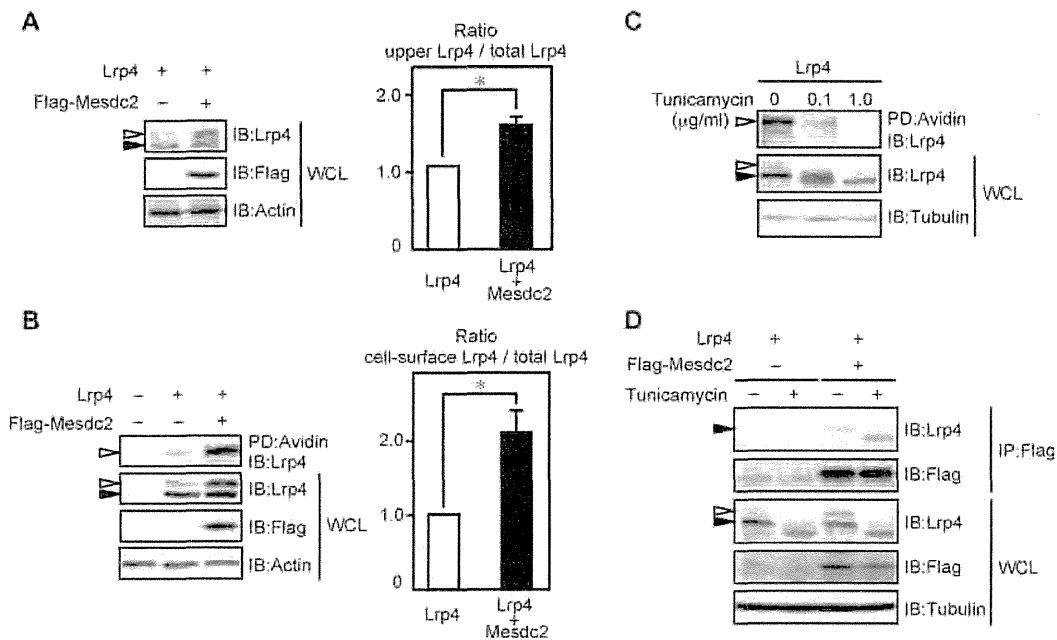 A
Lrp4 + +
Flag-Mesdc2 − +
IB:Lrp4
IB:Flag
IB:Actin
WCL
Ratio
upper Lrp4 / total Lrp4
*
2.0
1.0
0
Lrp4
Lrp4
+
Mesdc2
B
Lrp4 − + +
Flag-Mesdc2 − − +
PD:Avidin
IB:Lrp4
IB:Lrp4
IB:Flag
IB:Actin
WCL
Ratio
cell-surface Lrp4 / total Lrp4
*
2.0
1.0
0
Lrp4
Lrp4
+
Mesdc2
C
Lrp4
Tunicamycin 0 0.1 1.0
(μg/ml)
PD:Avidin
IB:Lrp4
IB:Lrp4
IB:Tubulin
WCL
D
Lrp4 + +
Flag-Mesdc2 − +
Tunicamycin − + − +
IB:Lrp4
IB:Flag
IP:Flag
IB:Lrp4
IB:Flag
IB:Tubulin
WCL